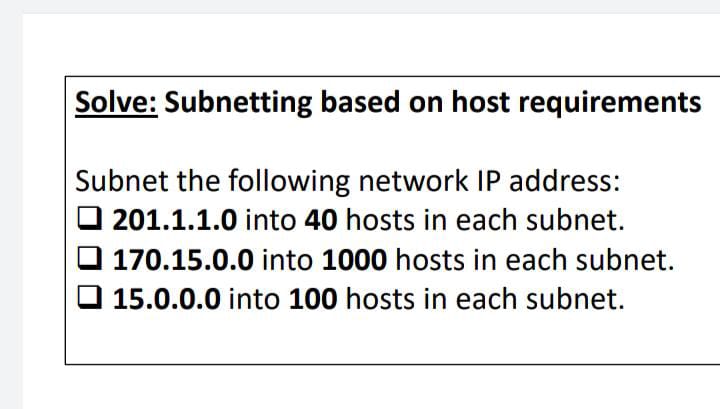 Solve: Subnetting based on host requirements
Subnet the following network IP address:
❑ 201.1.1.0 into 40 hosts in each subnet.
❑ 170.15.0.0 into 1000 hosts in each subnet.
❑ 15.0.0.0 into 100 hosts in each subnet.